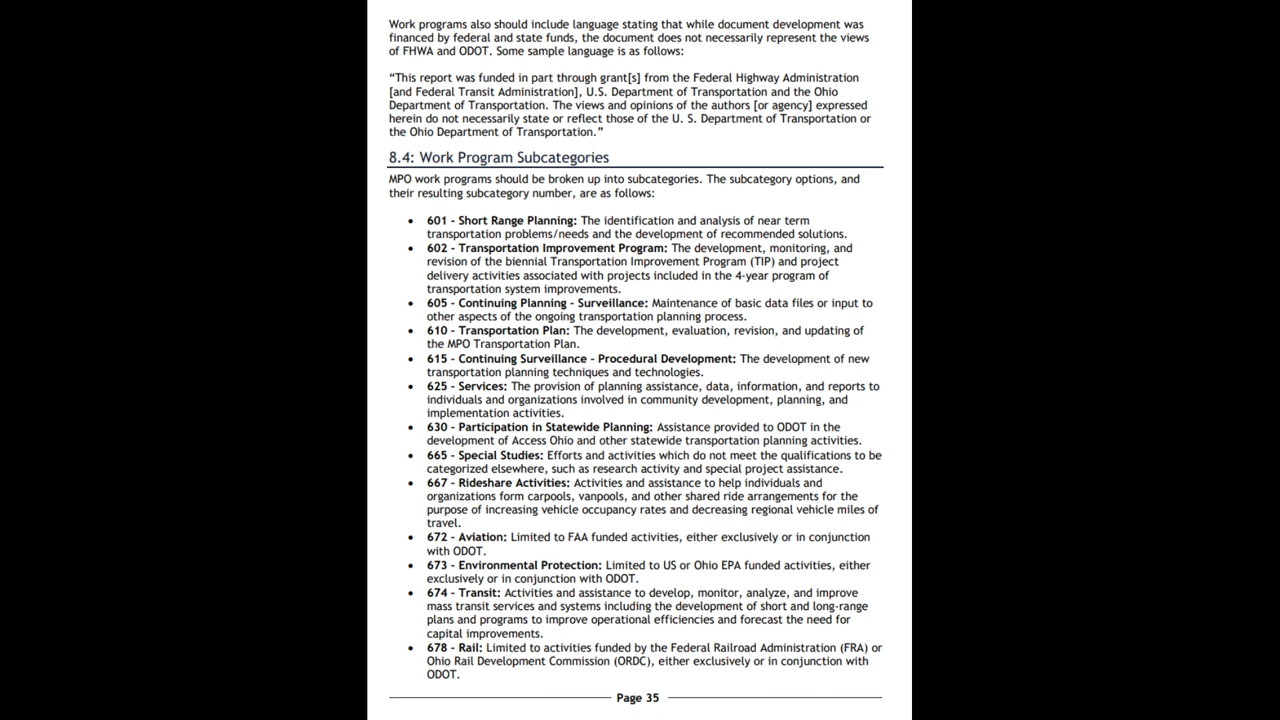 Work programs also should include language stating that while document development was
financed by federal and state funds, the document does not necessarily represent the views
of FHWA and ODOT. Some sample language is as follows:
“This report was funded in part through grant[s] from the Federal Highway Administration
[and Federal Transit Administration], U.S. Department of Transportation and the Ohio
Department of Transportation. The views and opinions of the authors [or agency] expressed
herein do not necessarily state or reflect those of the U. S. Department of Transportation or
the Ohio Department of Transportation.”
8.4: Work Program Subcategories
MPO work programs should be broken up into subcategories. The subcategory options, and
their resulting subcategory number, are as follows:
• 601 - Short Range Planning: The identification and analysis of near term
transportation problems/needs and the development of recommended solutions.
• 602 - Transportation Improvement Program: The development, monitoring, and
revision of the biennial Transportation Improvement Program (TIP) and project
delivery activities associated with projects included in the 4-year program of
transportation system improvements.
• 605 - Continuing Planning - Surveillance: Maintenance of basic data files or input to
other aspects of the ongoing transportation planning process.
• 610 - Transportation Plan: The development, evaluation, revision, and updating of
the MPO Transportation Plan.
• 615 - Continuing Surveillance - Procedural Development: The development of new
transportation planning techniques and technologies.
• 625 - Services: The provision of planning assistance, data, information, and reports to
individuals and organizations involved in community development, planning, and
implementation activities.
• 630 - Participation in Statewide Planning: Assistance provided to ODOT in the
development of Access Ohio and other statewide transportation planning activities.
• 665 - Special Studies: Efforts and activities which do not meet the qualifications to be
categorized elsewhere, such as research activity and special project assistance.
• 667 - Rideshare Activities: Activities and assistance to help individuals and
organizations form carpools, vanpools, and other shared ride arrangements for the
purpose of increasing vehicle occupancy rates and decreasing regional vehicle miles of
travel.
• 672 - Aviation: Limited to FAA funded activities, either exclusively or in conjunction
with ODOT.
• 673 - Environmental Protection: Limited to US or Ohio EPA funded activities, either
exclusively or in conjunction with ODOT.
• 674 - Transit: Activities and assistance to develop, monitor, analyze, and improve
mass transit services and systems including the development of short and long-range
plans and programs to improve operational efficiencies and forecast the need for
capital improvements.
• 678 - Rail: Limited to activities funded by the Federal Railroad Administration (FRA) or
Ohio Rail Development Commission (ORDC), either exclusively or in conjunction with
ODOT.
Page 35